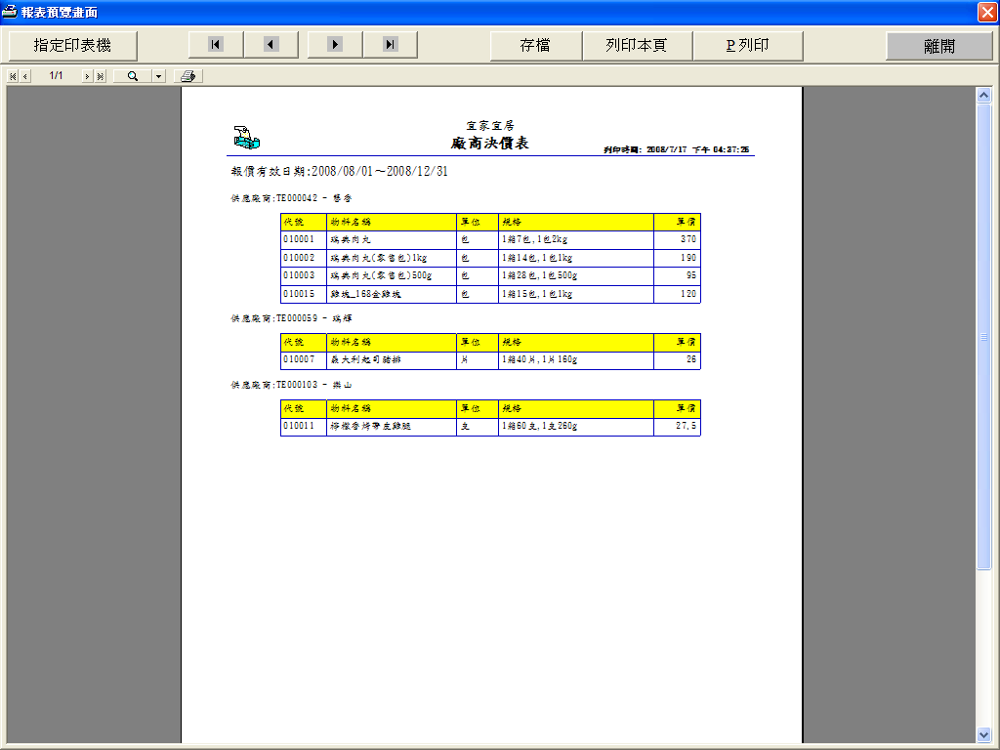 報表預覽畫面
指定印表機 存檔 列印本頁 P 列印 離開
1/1
宜家宜居
廠商決價表
列印時間: 2008/7/17 下午 04:37:26
報價有效日期:2008/08/01～2008/12/31
供應廠商:TE000042 -
代號 物料名稱 單位 規格 單價
010001 瑞典肉丸 包 1箱7包,1包2kg 370
010002 瑞典肉丸(零售包)1kg 包 1箱14包,1包1kg 190
010003 瑞典肉丸(零售包)500g 包 1箱28包,1包500g 95
010015 雞塊_168金雞塊 包 1箱15包,1包1kg 120
供應廠商:TE000059 - 瑞輝
代號 物料名稱 單位 規格 單價
010007 義大利起司豬排 片 1箱40片,1片160g 26
供應廠商:TE000103 - 樂山
代號 物料名稱 單位 規格 單價
010011 檸檬香烤帶皮雞腿 支 1箱60支,1支260g 27.5